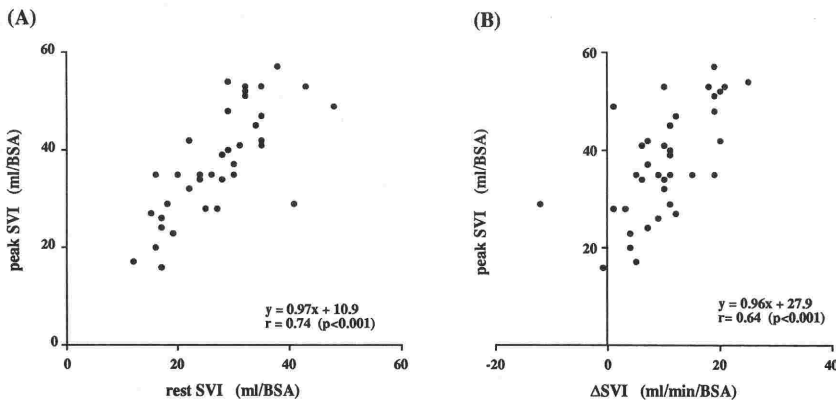 (A)
60
40
20
0
peak SVI (ml/BSA)
y = 0.97x + 10.9
r = 0.74 (p<0.001)
0 20 40 60
rest SVI (ml/BSA)
(B)
60
40
20
peak SVI (ml/BSA)
y = 0.96x + 27.9
r= 0.64 (p<0.001)
-20 0 20 40
ΔSVI (ml/min/BSA)